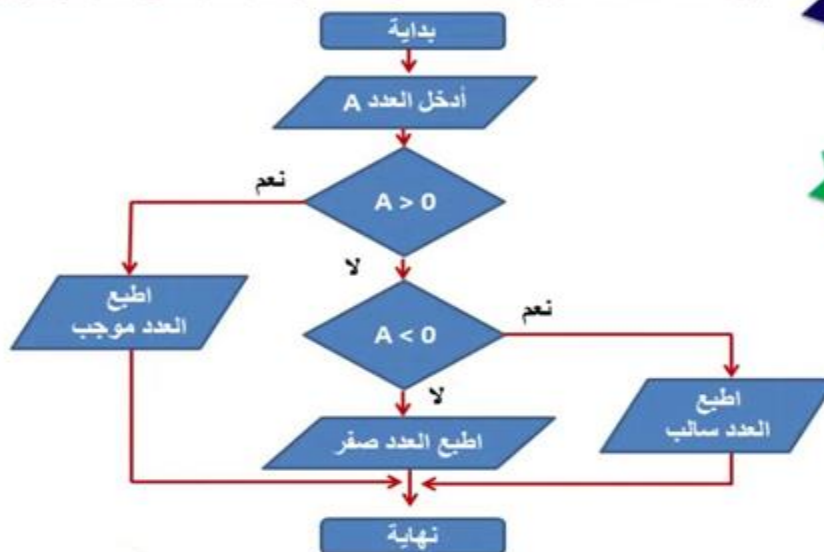 بداية
أدخل العدد A
A > 0
نعم
لا
اطبع
العدد موجب
A < 0
نعم
لا
اطبع
العدد سالب
اطبع العدد صفر
نهاية